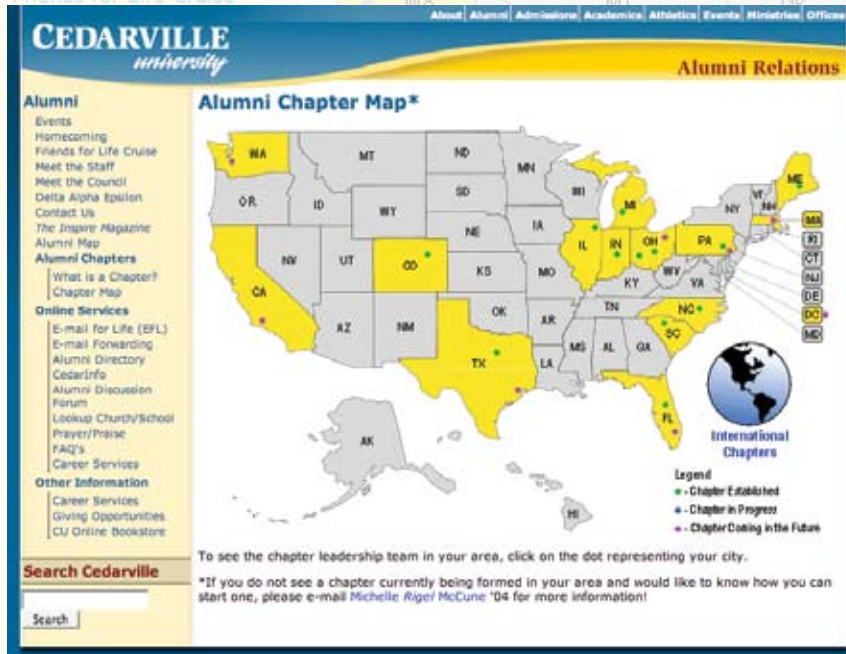 Friends for Life Cruise
About Alumni Admissions Academics Athletics Events Ministries Offices
CEDARVILLE
university
Alumni Relations
Alumni
Events
Homecoming
Friends for Life Cruise
Meet the Staff
Meet the Council
Delta Alpha Epsilon
Contact Us
The Inspire Magazine
Alumni Map
Alumni Chapters
What is a Chapter?
Chapter Map
Online Services
E-mail for Life (EFL)
E-mail Forwarding
Alumni Directory
CedarInfo
Alumni Discussion
Forum
Lookup Church/School
Prayer/Praise
FAQ's
Career Services
Other Information
Career Services
Giving Opportunities
CU Online Bookstore
Search Cedarville
Search
Alumni Chapter Map*
WA
MT
ND
MN
ME
OR
ID
SD
WI
MI
VT
NH
NY
WY
IA
MA
NE
IL
IN
OH
PA
RI
NV
UT
CO
KS
MO
WV
VA
CT
CA
KY
NJ
DE
AZ
NM
OK
AR
TN
NC
DC
SC
MD
MS
AL
GA
TX
LA
FL
AK
HI
International
Chapters
Legend
- Chapter Established
- Chapter in Progress
- Chapter Coming in the Future
To see the chapter leadership team in your area, click on the dot representing your city.
*If you do not see a chapter currently being formed in your area and would like to know how you can
start one, please e-mail Michelle Rigel McCune '04 for more information!